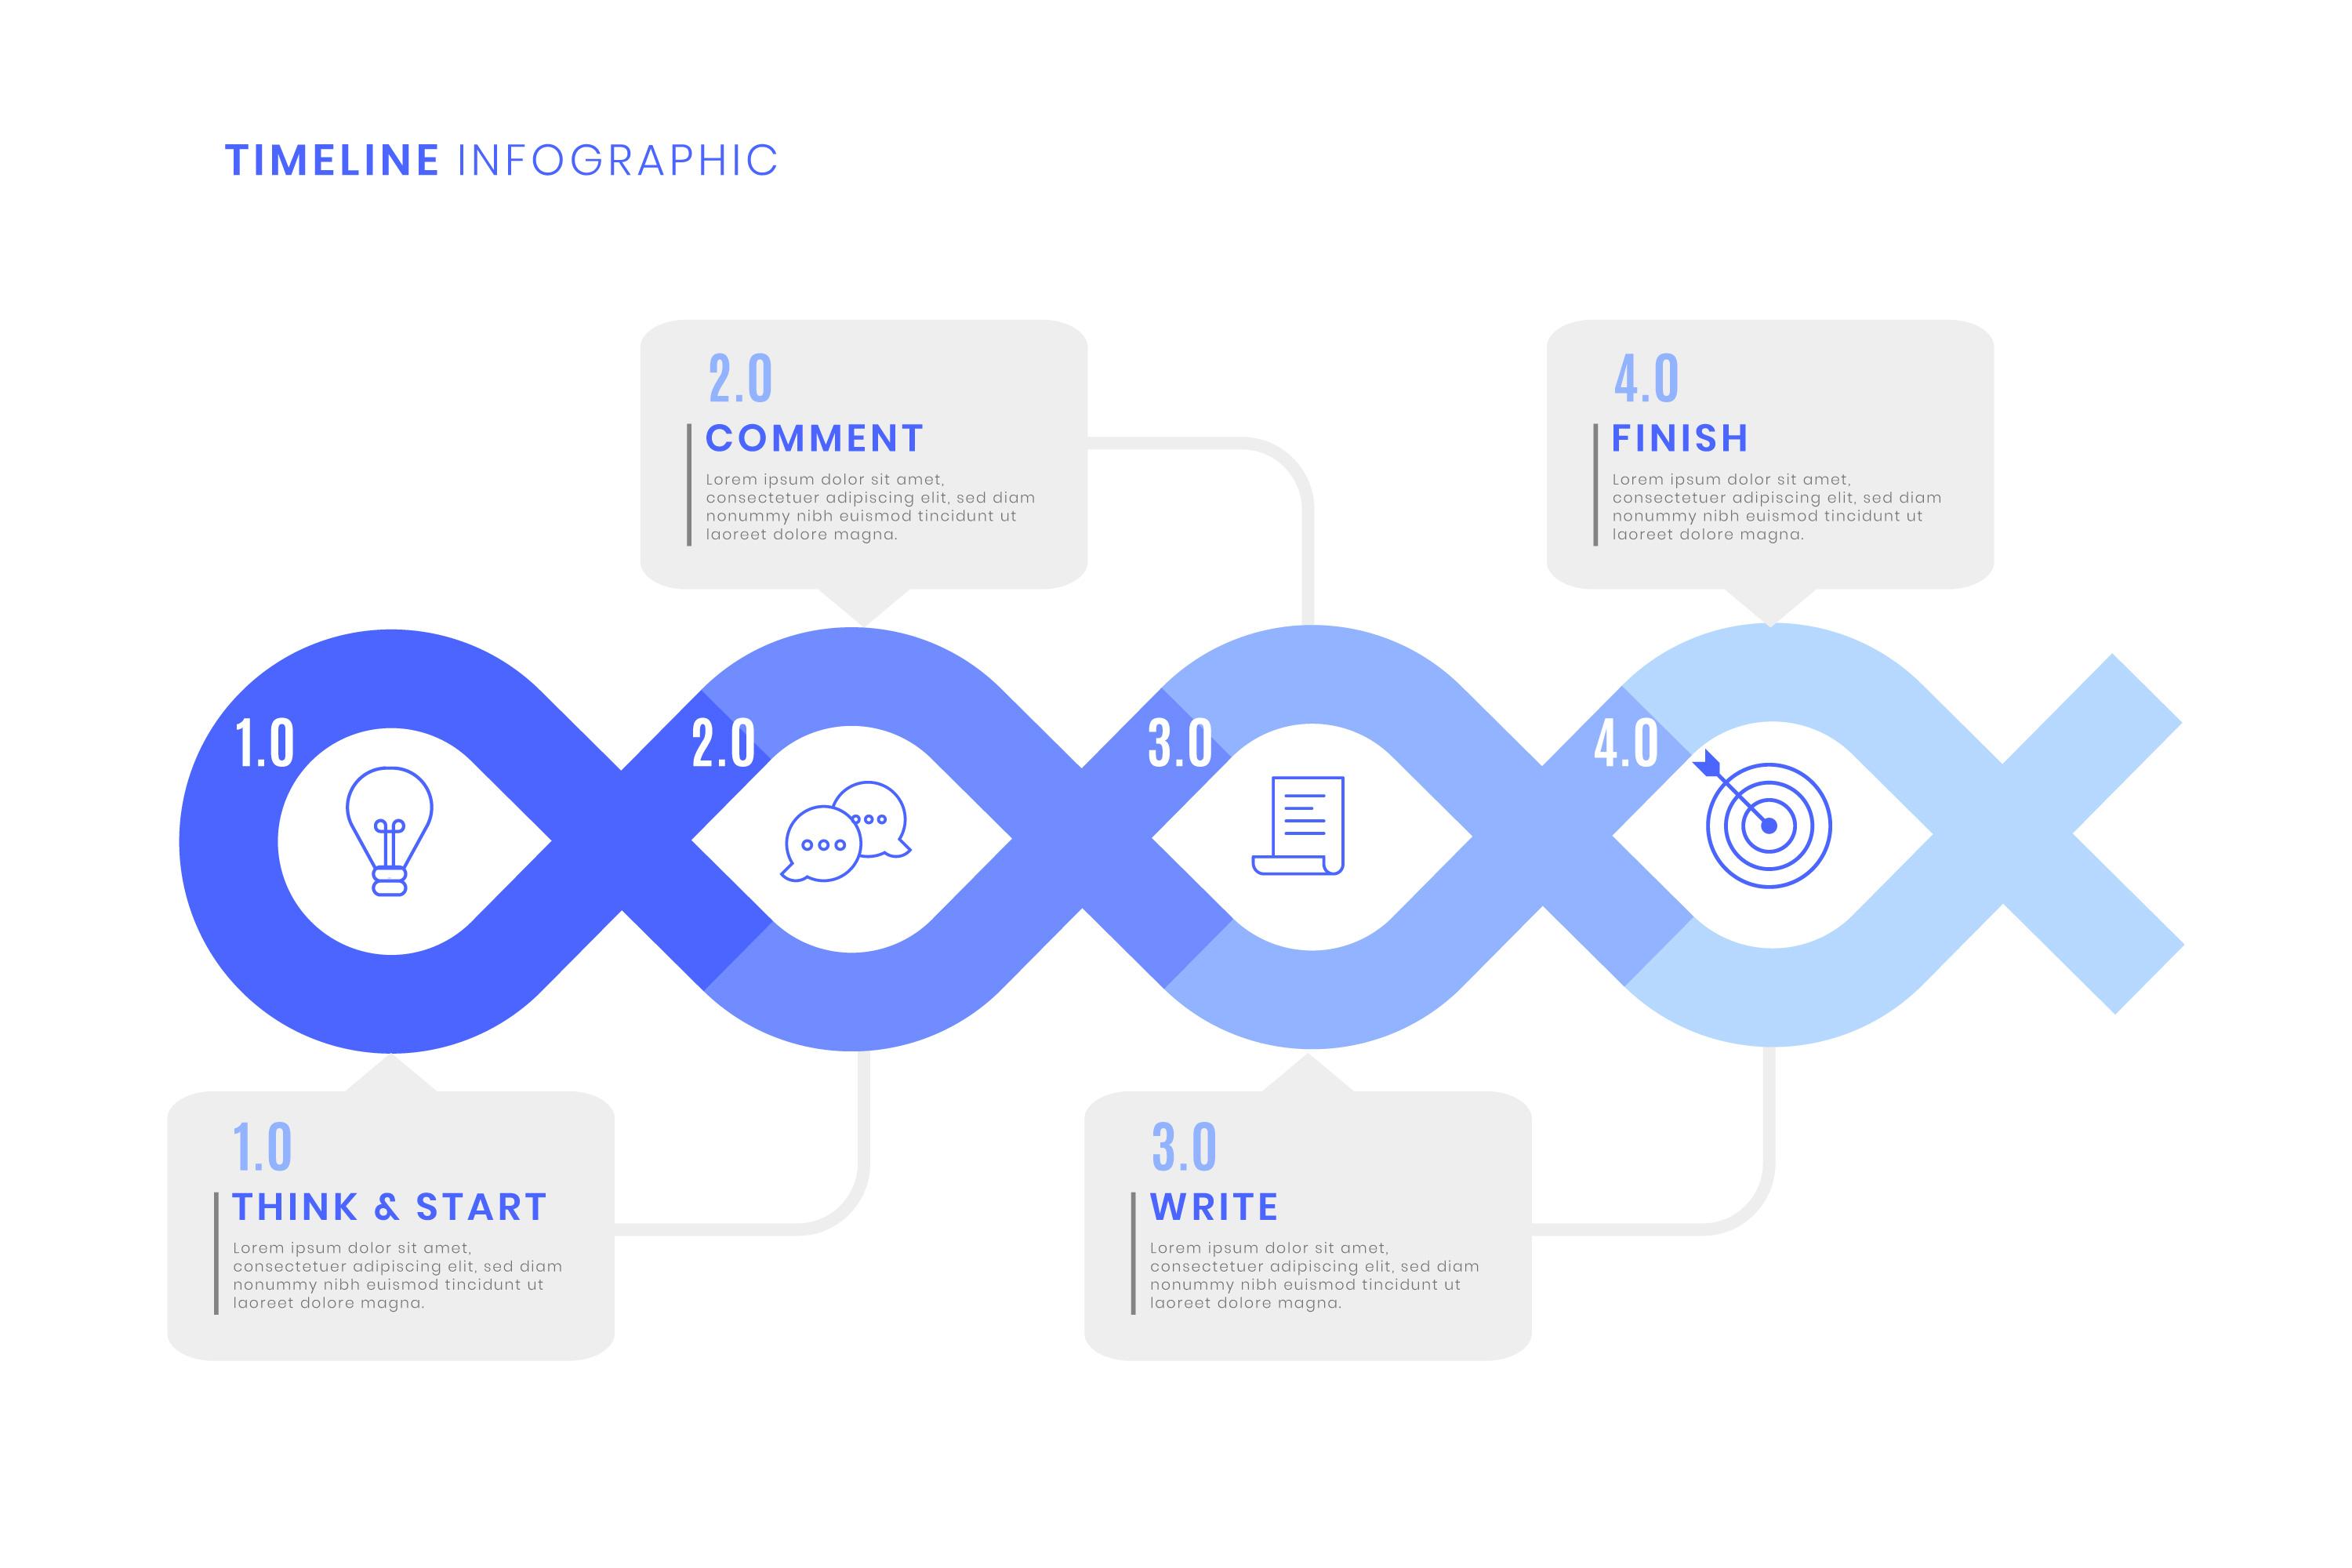 TIMELINE INFOGRAPHIC
2.0
COMMENT
Lorem ipsum dolor sit amet,
consectetuer adipiscing elit, sed diam
nonummy nibh euismod tincidunt ut
laoreet dolore magna.
4.0
FINISH
Lorem ipsum dolor sit amet,
consectetuer adipiscing elit, sed diam
nonummy nibh euismod tincidunt ut
laoreet dolore magna.
1.0
2.0
3.0
4.0
1.0
THINK & START
Lorem ipsum dolor sit amet,
consectetuer adipiscing elit, sed diam
nonummy nibh euismod tincidunt ut
laoreet dolore magna.
3.0
WRITE
Lorem ipsum dolor sit amet,
consectetuer adipiscing elit, sed diam
nonummy nibh euismod tincidunt ut
laoreet dolore magna.